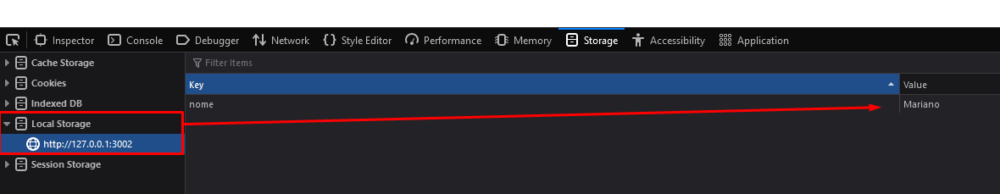 Inspector Console Debugger Network Style Editor Performance Memory Storage Accessibility Application
Cache Storage
Filter Items
Cookies
Key Value
Indexed DB
nome Mariano
Local Storage
http://127.0.0.1:3002
Session Storage